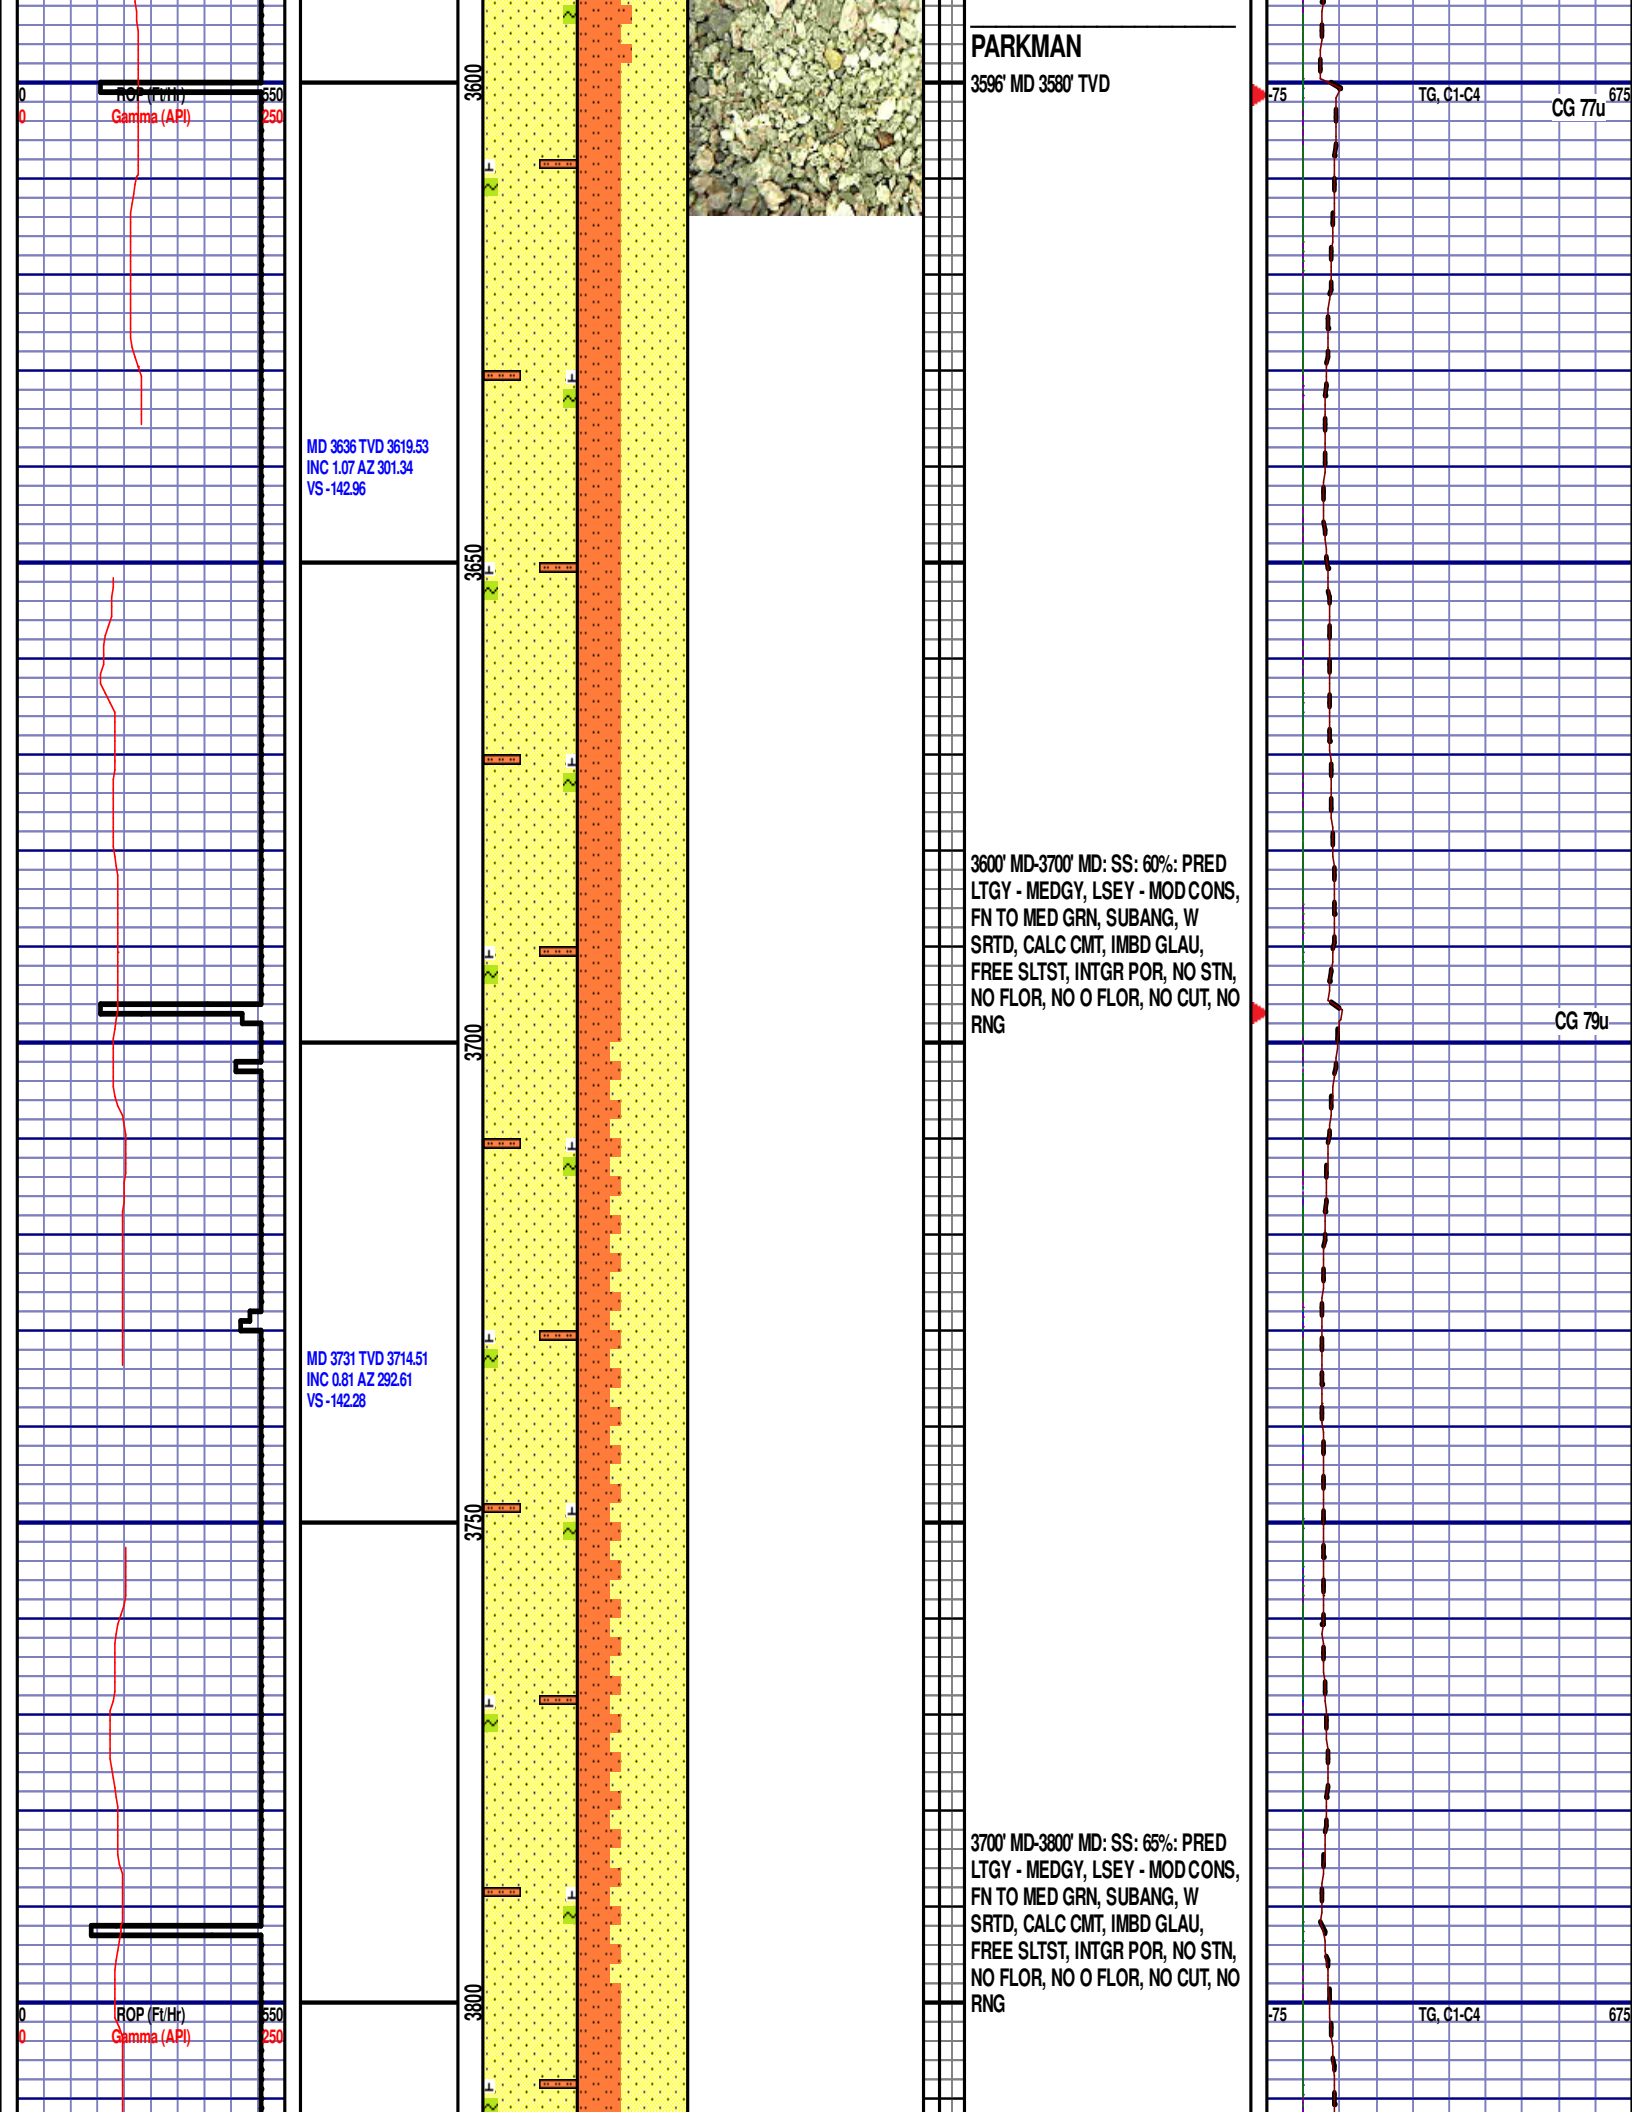 PARKMAN
3596' MD 3580' TVD
0 ROP (Ft/Hr) 550
0 Gamma (API) 250
3600
-75 TG, C1-C4 675
CG 77u
MD 3636 TVD 3619.53
INC 1.07 AZ 301.34
VS -142.96
3650
3600' MD-3700' MD: SS: 60%: PRED
LTGY - MEDGY, LSEY - MOD CONS,
FN TO MED GRN, SUBANG, W
SRTD, CALC CMT, IMBD GLAU,
FREE SLTST, INTGR POR, NO STN,
NO FLOR, NO O FLOR, NO CUT, NO
RNG
CG 79u
3700
MD 3731 TVD 3714.51
INC 0.81 AZ 292.61
VS -142.28
3750
3700' MD-3800' MD: SS: 65%: PRED
LTGY - MEDGY, LSEY - MOD CONS,
FN TO MED GRN, SUBANG, W
SRTD, CALC CMT, IMBD GLAU,
FREE SLTST, INTGR POR, NO STN,
NO FLOR, NO O FLOR, NO CUT, NO
RNG
3800
0 ROP (Ft/Hr) 550
0 Gamma (API) 250
-75 TG, C1-C4 675